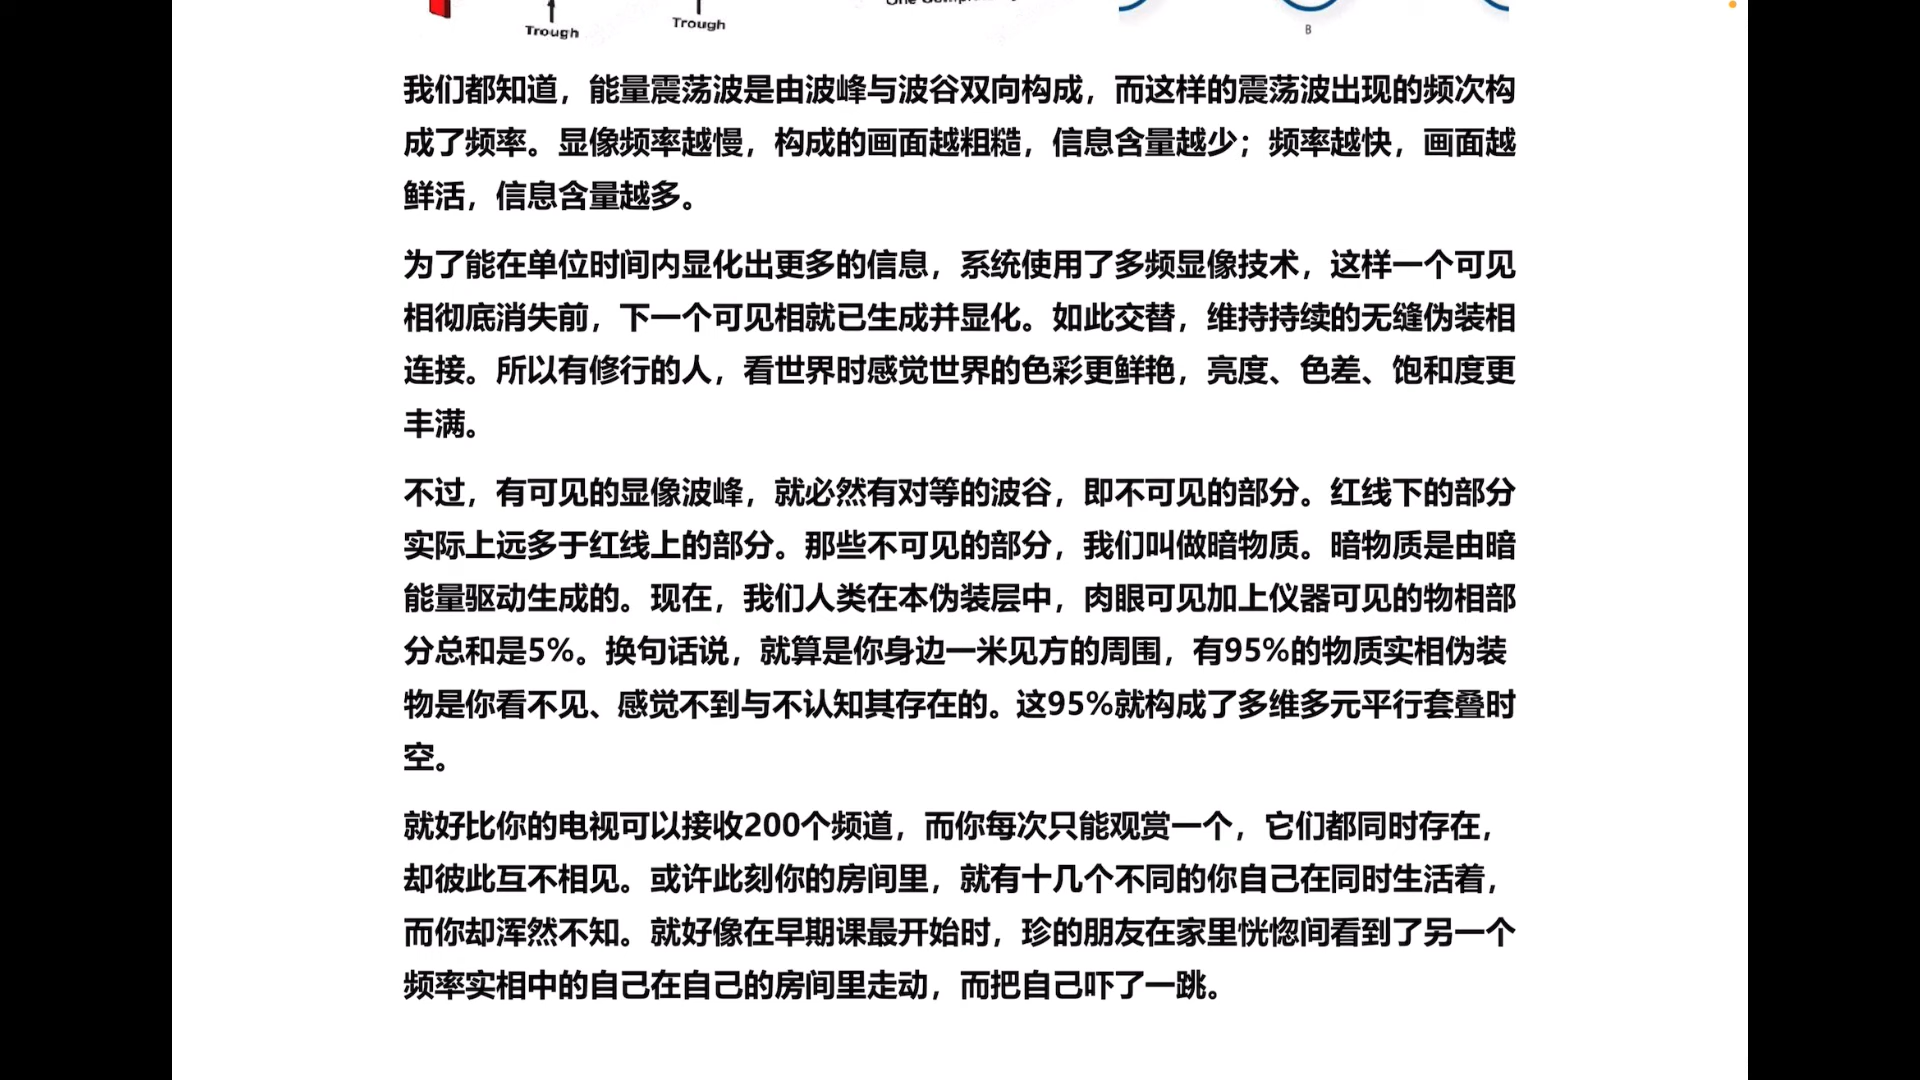 Trough
Trough
B
我们都知道，能量震荡波是由波峰与波谷双向构成，而这样的震荡波出现的频次构
成了频率。显像频率越慢，构成的画面越粗糙，信息含量越少；频率越快，画面越
鲜活，信息含量越多。
为了能在单位时间内显化出更多的信息，系统使用了多频显像技术，这样一个可见
相彻底消失前，下一个可见相就已生成并显化。如此交替，维持持续的无缝伪装相
连接。所以有修行的人，看世界时感觉世界的色彩更鲜艳，亮度、色差、饱和度更
丰满。
不过，有可见的显像波峰，就必然有对等的波谷，即不可见的部分。红线下的部分
实际上远多于红线上的部分。那些不可见的部分，我们叫做暗物质。暗物质是由暗
能量驱动生成的。现在，我们人类在本伪装层中，肉眼可见加上仪器可见的物相部
分总和是5%。换句话说，就算是你身边一米见方的周围，有95%的物质实相伪装
物是你看不见、感觉不到与不认知其存在的。这95%就构成了多维多元平行套叠时
空。
就好比你的电视可以接收200个频道，而你每次只能观赏一个，它们都同时存在，
却彼此互不相见。或许此刻你的房间里，就有十几个不同的你自己在同时生活着，
而你却浑然不知。就好像在早期课最开始时，珍的朋友在家里恍惚间看到了另一个
频率实相中的自己在自己的房间里走动，而把自己吓了一跳。